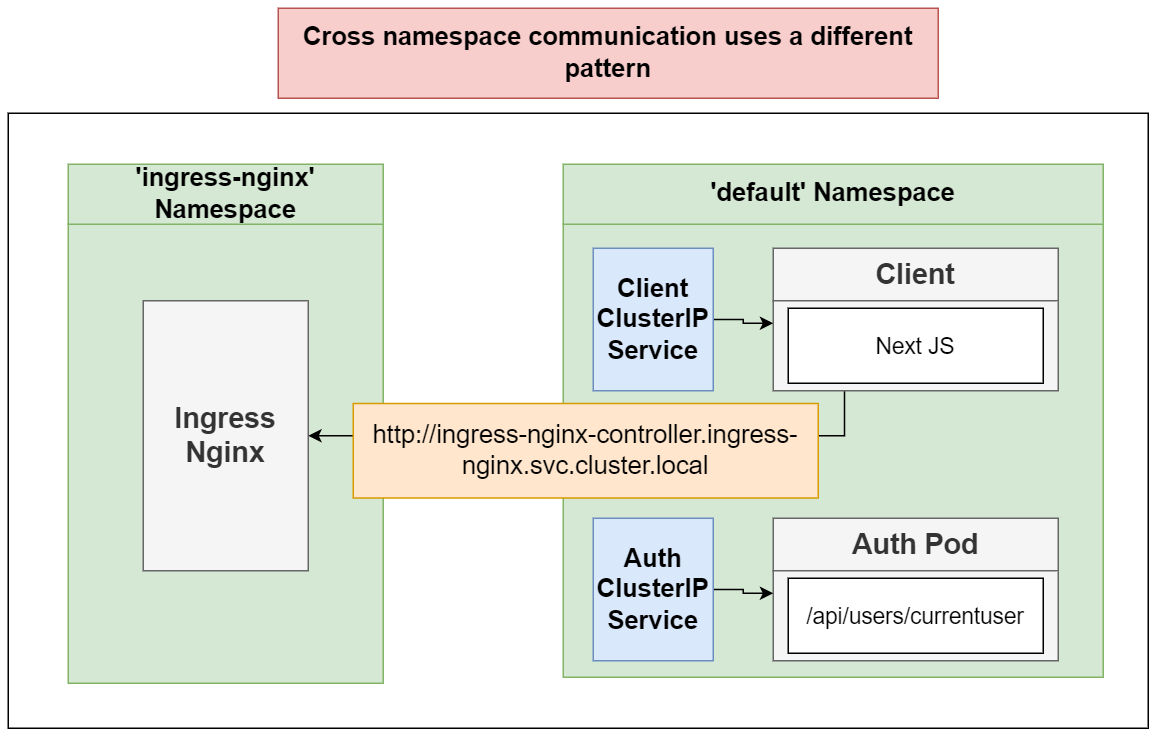 Cross namespace communication uses a different
pattern
'ingress-nginx'
Namespace
'default' Namespace
Client
ClusterIP
Service
Client
Next JS
Ingress
Nginx
http://ingress-nginx-controller.ingress-
nginx.svc.cluster.local
Auth
ClusterIP
Service
Auth Pod
/api/users/currentuser